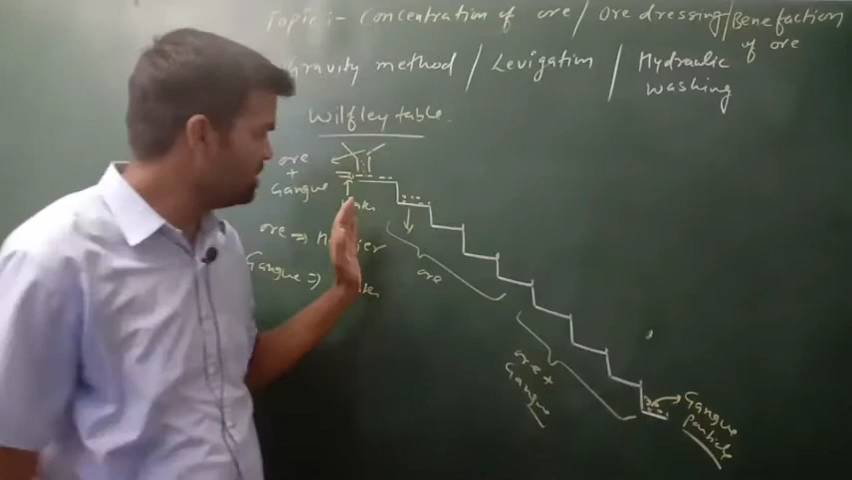 Topic:- Concentration of ore / Ore dressing / Benefaction of ore
Gravity method / Levigation / Hydraulic washing
Wilfley table.
ore
+
Gangue
ore ⇒
Gangue ⇒
ore
ore +
Gangue
Gangue
particle